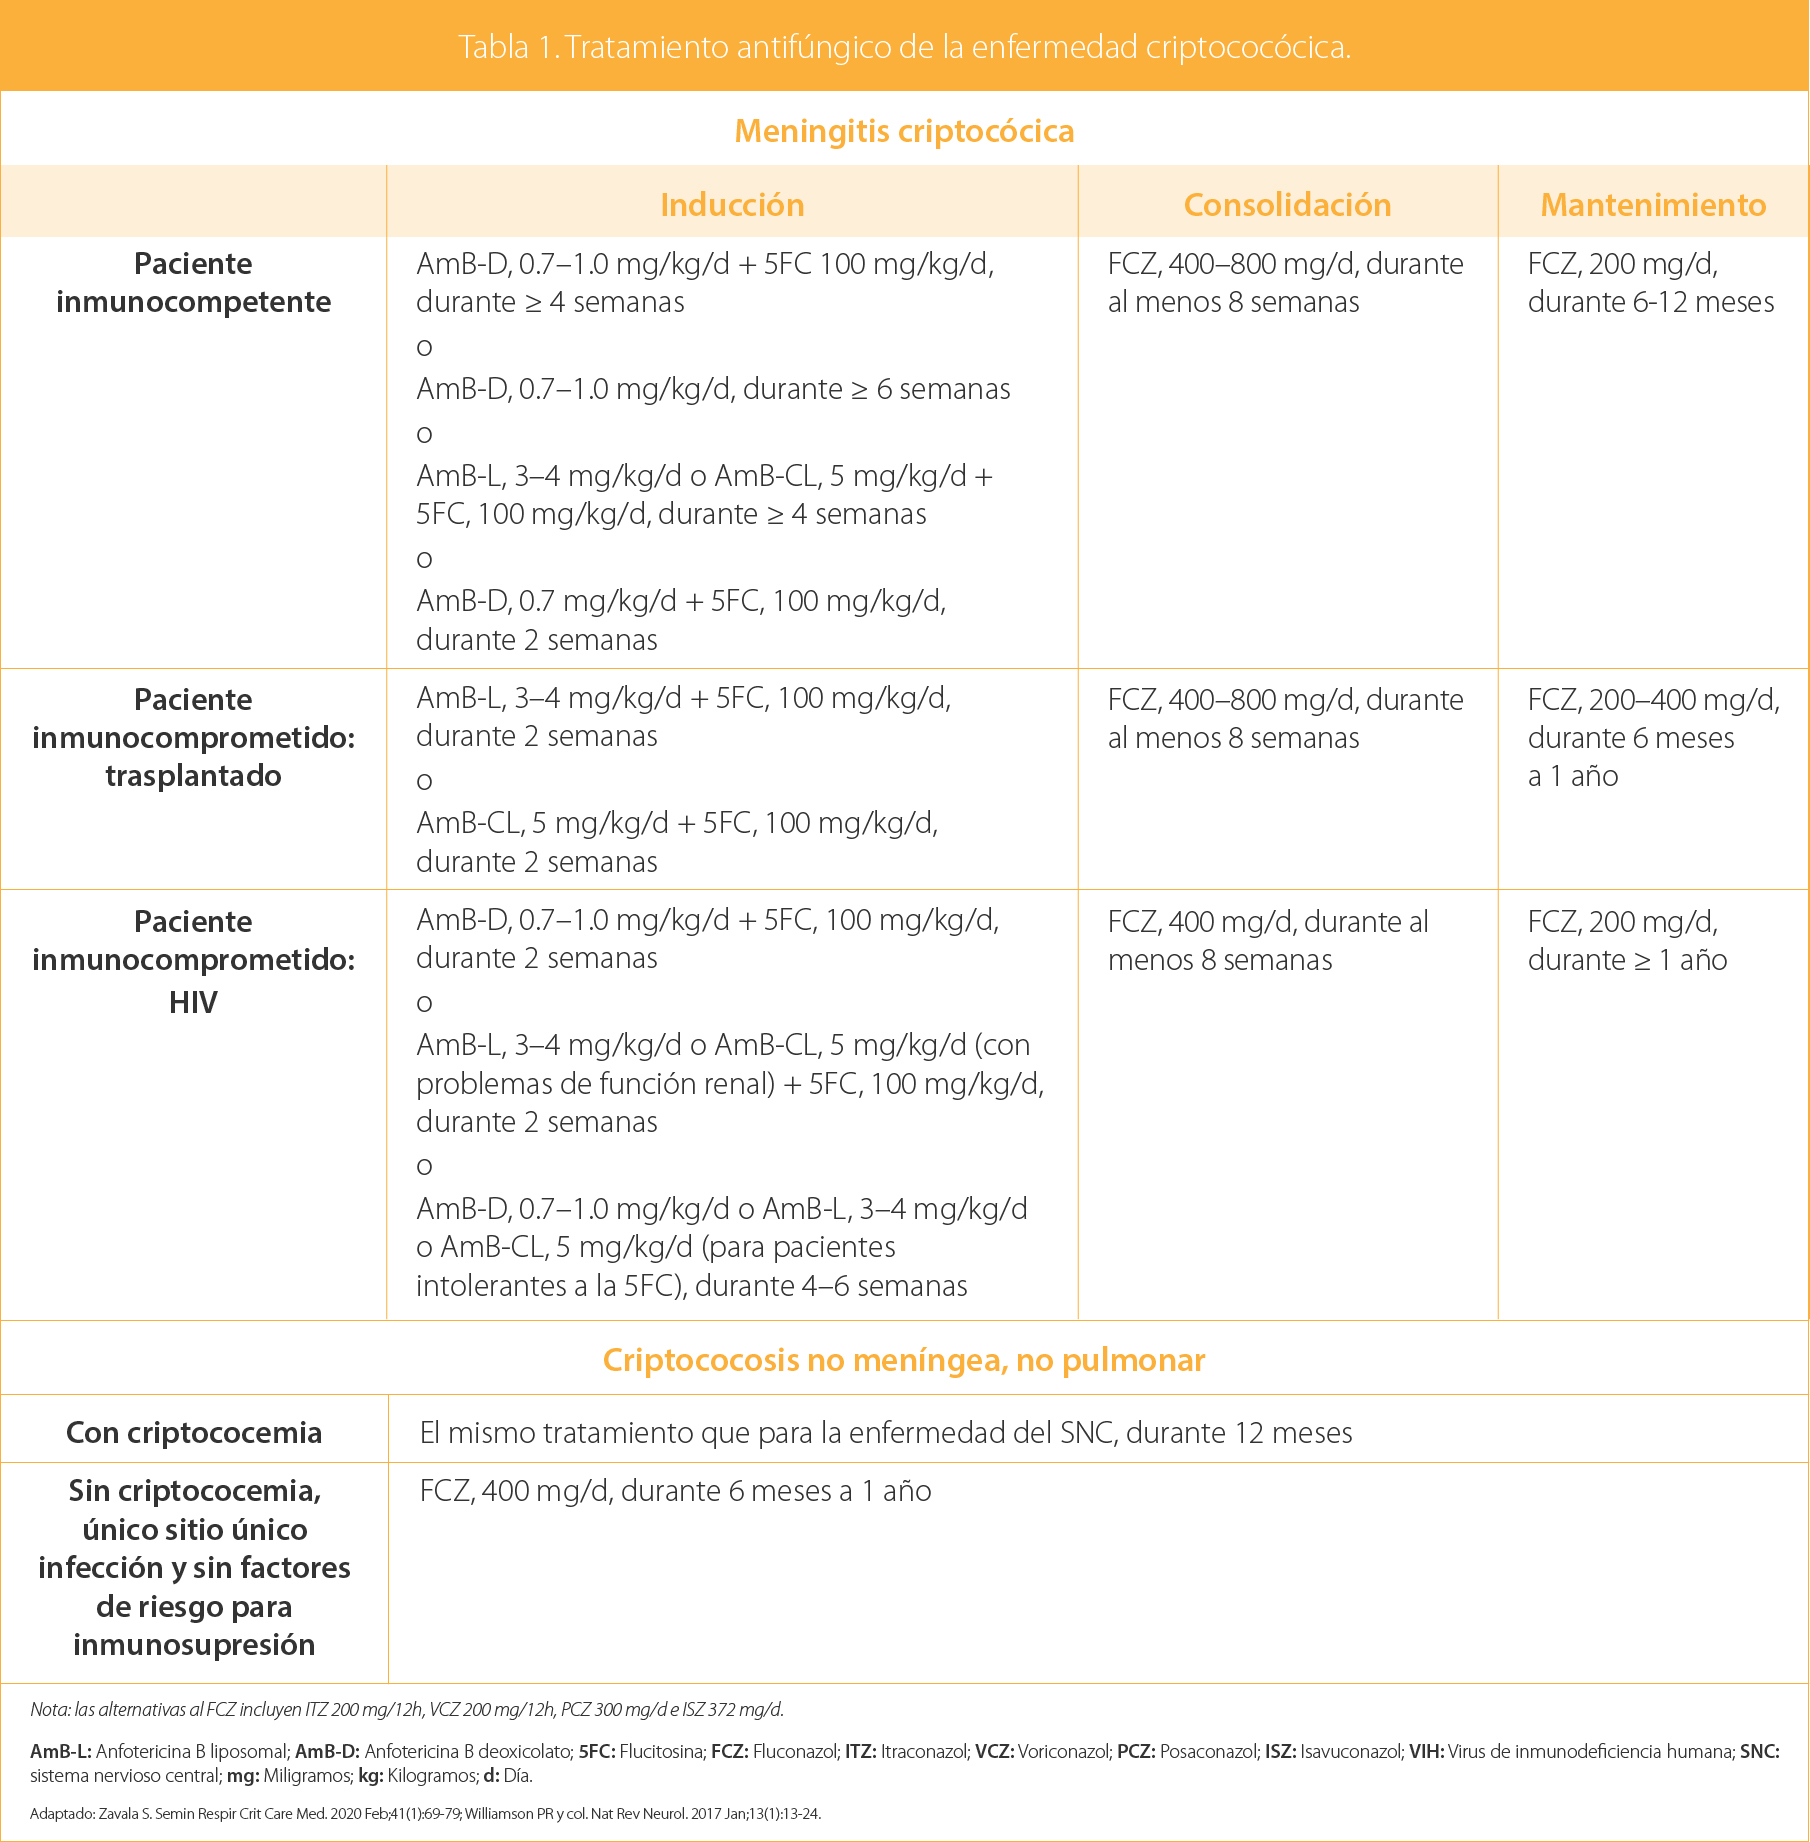 Tabla 1. Tratamiento antifúngico de la enfermedad criptococócica.
Meningitis criptocócica
Inducción
Consolidación
Mantenimiento
Paciente
inmunocompetente
AmB-D, 0.7–1.0 mg/kg/d + 5FC 100 mg/kg/d,
durante ≥ 4 semanas
o
AmB-D, 0.7–1.0 mg/kg/d, durante ≥ 6 semanas
o
AmB-L, 3–4 mg/kg/d o AmB-CL, 5 mg/kg/d +
5FC, 100 mg/kg/d, durante ≥ 4 semanas
o
AmB-D, 0.7 mg/kg/d + 5FC, 100 mg/kg/d,
durante 2 semanas
FCZ, 400–800 mg/d, durante
al menos 8 semanas
FCZ, 200 mg/d,
durante 6-12 meses
Paciente
inmunocomprometido:
trasplantado
AmB-L, 3–4 mg/kg/d + 5FC, 100 mg/kg/d,
durante 2 semanas
o
AmB-CL, 5 mg/kg/d + 5FC, 100 mg/kg/d,
durante 2 semanas
FCZ, 400–800 mg/d, durante
al menos 8 semanas
FCZ, 200–400 mg/d,
durante 6 meses
a 1 año
Paciente
inmunocomprometido:
HIV
AmB-D, 0.7–1.0 mg/kg/d + 5FC, 100 mg/kg/d,
durante 2 semanas
o
AmB-L, 3–4 mg/kg/d o AmB-CL, 5 mg/kg/d (con
problemas de función renal) + 5FC, 100 mg/kg/d,
durante 2 semanas
o
AmB-D, 0.7–1.0 mg/kg/d o AmB-L, 3–4 mg/kg/d
o AmB-CL, 5 mg/kg/d (para pacientes
intolerantes a la 5FC), durante 4–6 semanas
FCZ, 400 mg/d, durante al
menos 8 semanas
FCZ, 200 mg/d,
durante ≥ 1 año
Criptococosis no meníngea, no pulmonar
Con criptococemia
El mismo tratamiento que para la enfermedad del SNC, durante 12 meses
Sin criptococemia,
único sitio único
infección y sin factores
de riesgo para
inmunosupresión
FCZ, 400 mg/d, durante 6 meses a 1 año
Nota: las alternativas al FCZ incluyen ITZ 200 mg/12h, VCZ 200 mg/12h, PCZ 300 mg/d e ISZ 372 mg/d.
AmB-L: Anfotericina B liposomal; AmB-D: Anfotericina B deoxicolato; 5FC: Flucitosina; FCZ: Fluconazol; ITZ: Itraconazol; VCZ: Voriconazol; PCZ: Posaconazol; ISZ: Isavuconazol; VIH: Virus de inmunodeficiencia humana; SNC:
sistema nervioso central; mg: Miligramos; kg: Kilogramos; d: Día.
Adaptado: Zavala S. Semin Respir Crit Care Med. 2020 Feb;41(1):69-79; Williamson PR y col. Nat Rev Neurol. 2017 Jan;13(1):13-24.